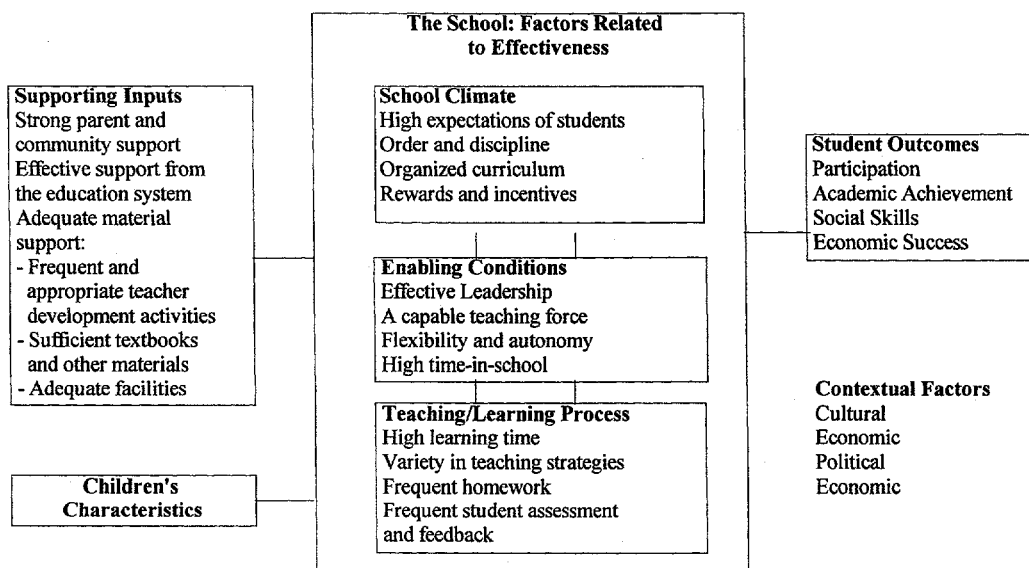 The School: Factors Related
to Effectiveness
Supporting Inputs
Strong parent and
community support
Effective support from
the education system
Adequate material
support:
- Frequent and
appropriate teacher
development activities
- Sufficient textbooks
and other materials
- Adequate facilities
Children's
Characteristics
School Climate
High expectations of students
Order and discipline
Organized curriculum
Rewards and incentives
Enabling Conditions
Effective Leadership
A capable teaching force
Flexibility and autonomy
High time-in-school
Teaching/Learning Process
High learning time
Variety in teaching strategies
Frequent homework
Frequent student assessment
and feedback
Student Outcomes
Participation
Academic Achievement
Social Skills
Economic Success
Contextual Factors
Cultural
Economic
Political
Economic